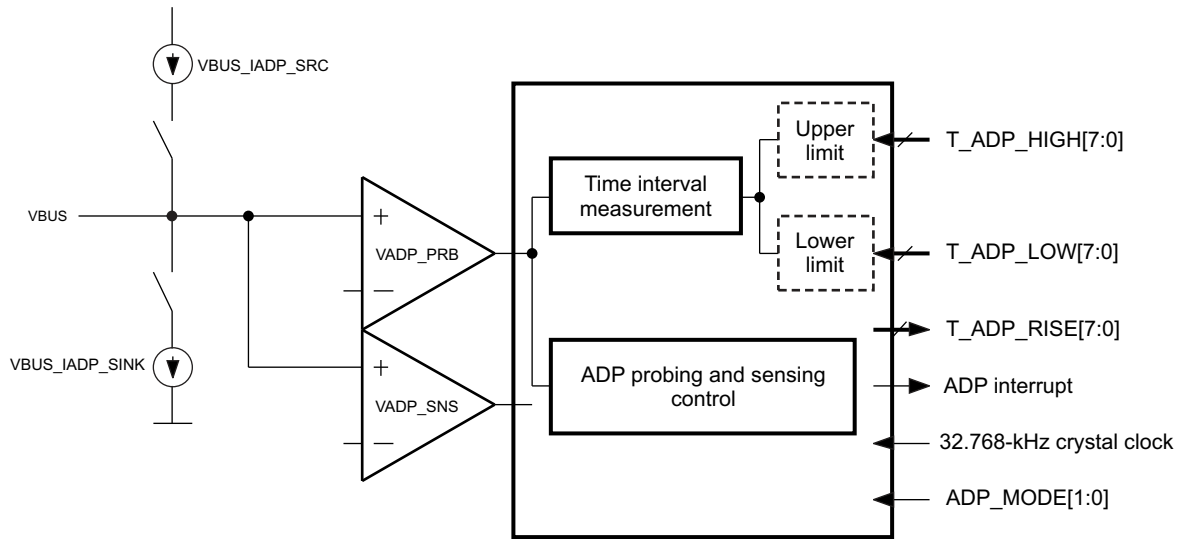 VBUS_IADP_SRC
Upper
limit
T_ADP_HIGH[7:0]
Time interval
measurement
VBUS
+
VADP_PRB
−
Lower
limit
T_ADP_LOW[7:0]
T_ADP_RISE[7:0]
VBUS_IADP_SINK
+
VADP_SNS
−
ADP probing and sensing
control
ADP interrupt
32.768-kHz crystal clock
ADP_MODE[1:0]